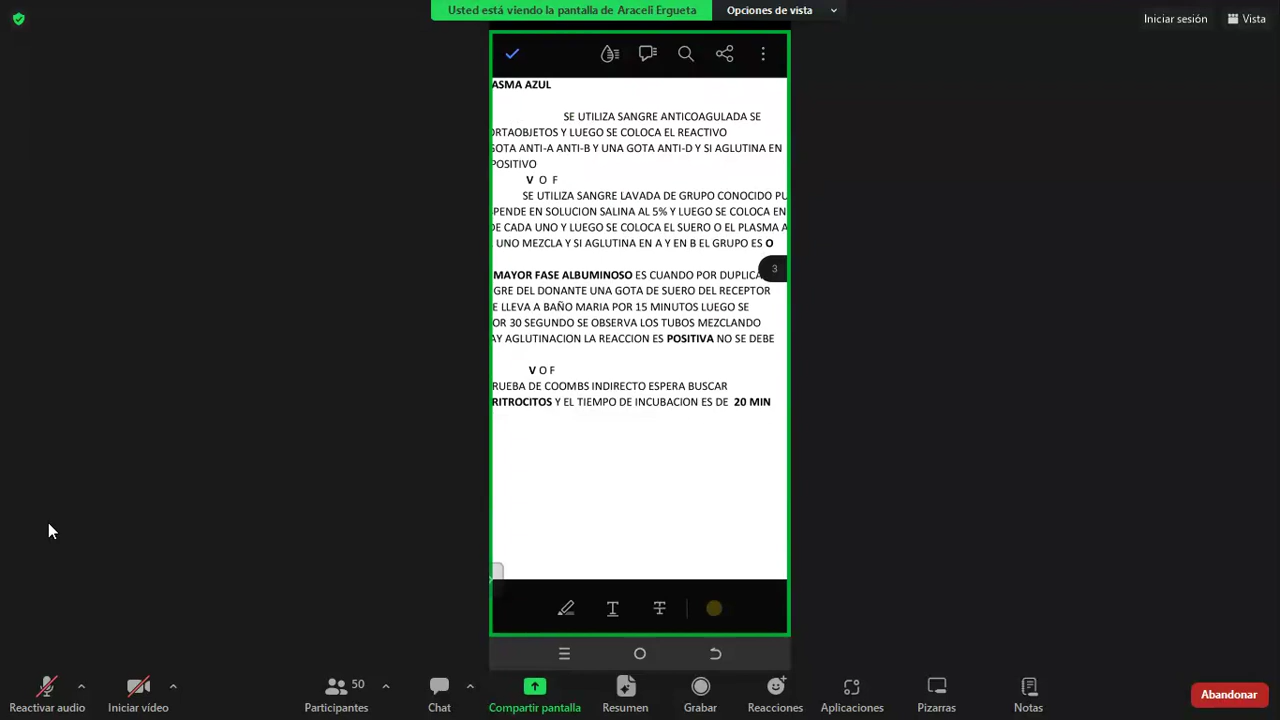 Usted está viendo la pantalla de Araceli Ergueta
Opciones de vista
Iniciar sesión
Vista
ASMA AZUL
SE UTILIZA SANGRE ANTICOAGULADA SE
ORTAOBJETOS Y LUEGO SE COLOCA EL REACTIVO
GOTA ANTI-A ANTI-B Y UNA GOTA ANTI-D Y SI AGLUTINA EN
POSITIVO
V O F
SE UTILIZA SANGRE LAVADA DE GRUPO CONOCIDO PU
PENDE EN SOLUCION SALINA AL 5% Y LUEGO SE COLOCA EN
DE CADA UNO Y LUEGO SE COLOCA EL SUERO O EL PLASMA A
UNO MEZCLA Y SI AGLUTINA EN A Y EN B EL GRUPO ES O
3
MAYOR FASE ALBUMINOSO ES CUANDO POR DUPLICA
GRE DEL DONANTE UNA GOTA DE SUERO DEL RECEPTOR
E LLEVA A BAÑO MARIA POR 15 MINUTOS LUEGO SE
OR 30 SEGUNDO SE OBSERVA LOS TUBOS MEZCLANDO
AY AGLUTINACION LA REACCION ES POSITIVA NO SE DEBE
V O F
RUEBA DE COOMBS INDIRECTO ESPERA BUSCAR
RITROCITOS Y EL TIEMPO DE INCUBACION ES DE 20 MIN
50
Reactivar audio
Iniciar vídeo
Participantes
Chat
Compartir pantalla
Resumen
Grabar
Reacciones
Aplicaciones
Pizarras
Notas
Abandonar